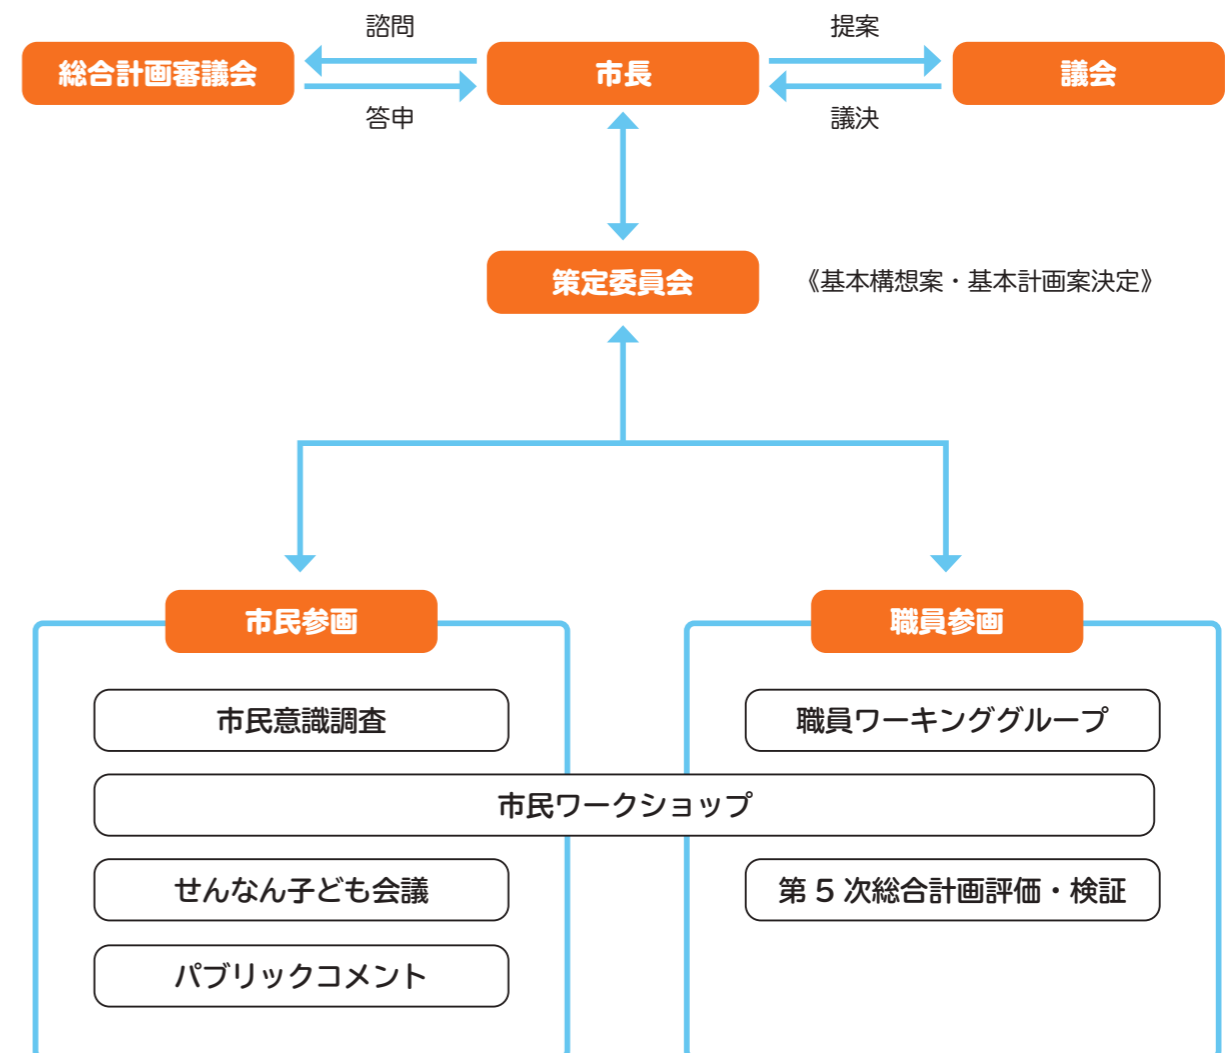 諮問
提案
総合計画審議会
市長
議会
答申
議決
策定委員会
《基本構想案・基本計画案決定》
市民参画
職員参画
市民意識調査
職員ワーキンググループ
市民ワークショップ
せんなん子ども会議
第 5 次総合計画評価・検証
パブリックコメント